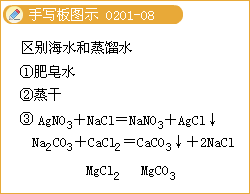 手写板图示 0201-08
区别海水和蒸馏水
①肥皂水
②蒸干
③ AgNO₃＋NaCl＝NaNO₃＋AgCl↓
Na₂CO₃＋CaCl₂＝CaCO₃↓＋2NaCl
MgCl₂ MgCO₃